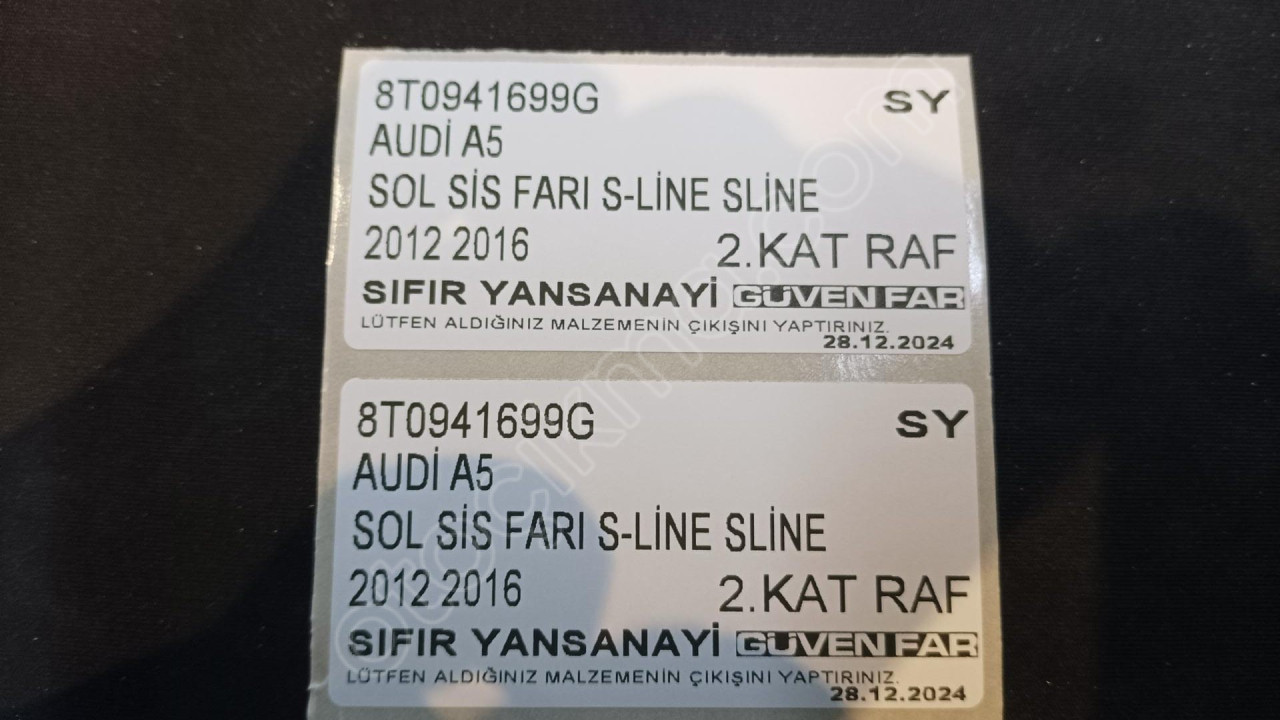 8T0941699G SY
AUDİ A5
SOL SİS FARI S-LİNE SLİNE
2012 2016 2.KAT RAF
SIFIR YANSANAYİ GÜVEN FAR
LÜTFEN ALDIĞINIZ MALZEMENİN ÇIKIŞINI YAPTIRINIZ.
28.12.2024
8T0941699G SY
AUDİ A5
SOL SİS FARI S-LİNE SLİNE
2012 2016 2.KAT RAF
SIFIR YANSANAYİ GÜVEN FAR
LÜTFEN ALDIĞINIZ MALZEMENİN ÇIKIŞINI YAPTIRINIZ.
28.12.2024
otocikma.com